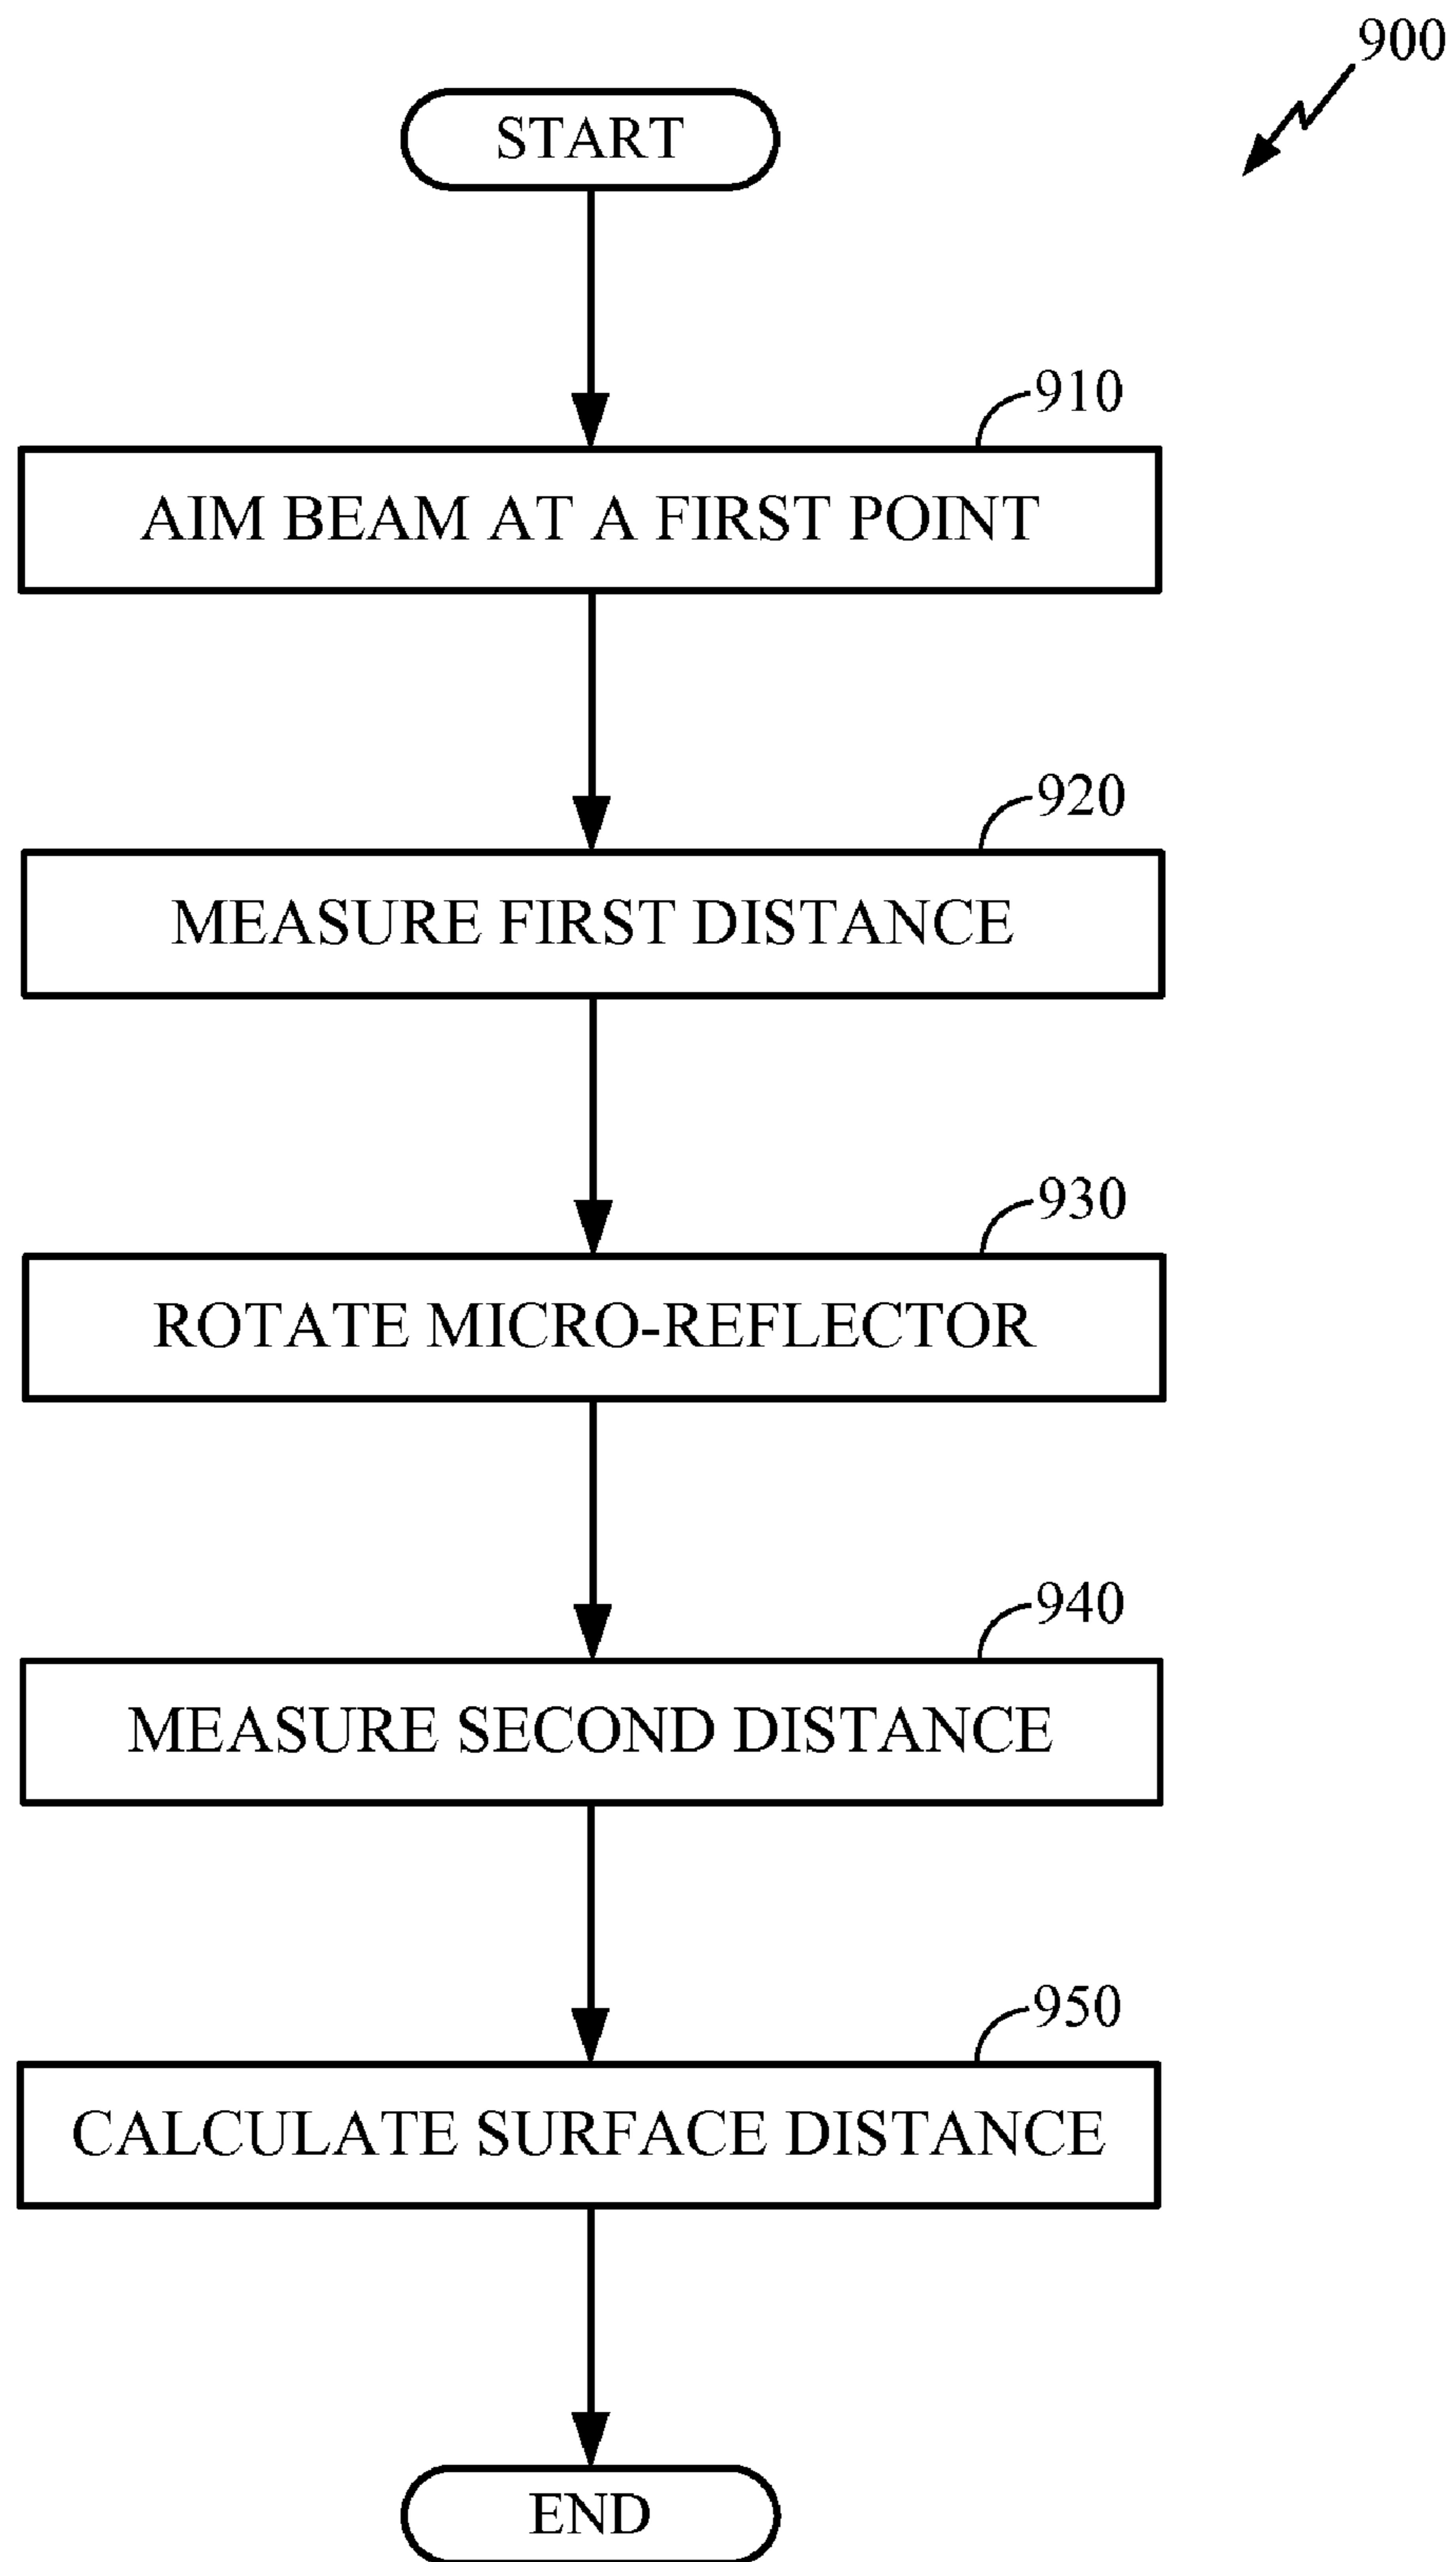 900
START
910
AIM BEAM AT A FIRST POINT
920
MEASURE FIRST DISTANCE
930
ROTATE MICRO-REFLECTOR
940
MEASURE SECOND DISTANCE
950
CALCULATE SURFACE DISTANCE
END